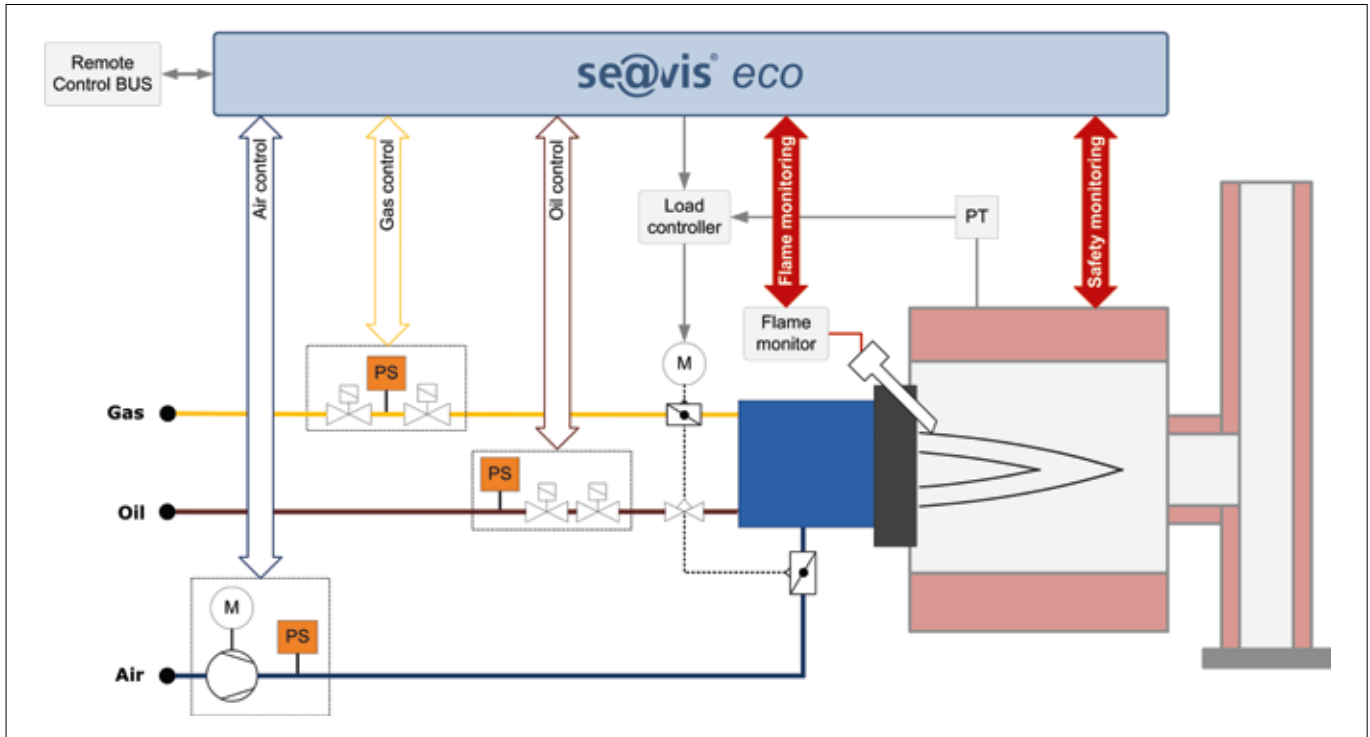 Remote
Control BUS
se@vis® eco
Air control
Gas control
Oil control
Flame monitoring
Safety monitoring
Load
controller
PT
Flame
monitor
M
PS
Gas
PS
Oil
M
PS
Air